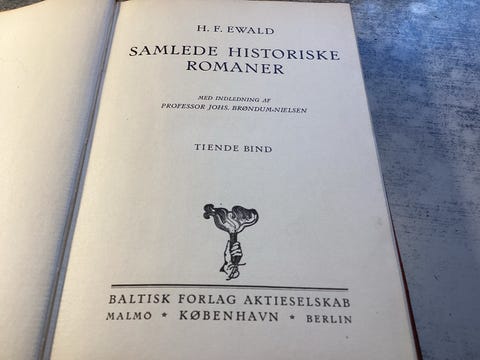 H. F. EWALD
SAMLEDE HISTORISKE
ROMANER
MED INDLEDNING AF
PROFESSOR JOHS. BRØNDUM-NIELSEN
TIENDE BIND
BALTISK FORLAG AKTIESELSKAB
MALMÖ * KØBENHAVN * BERLIN